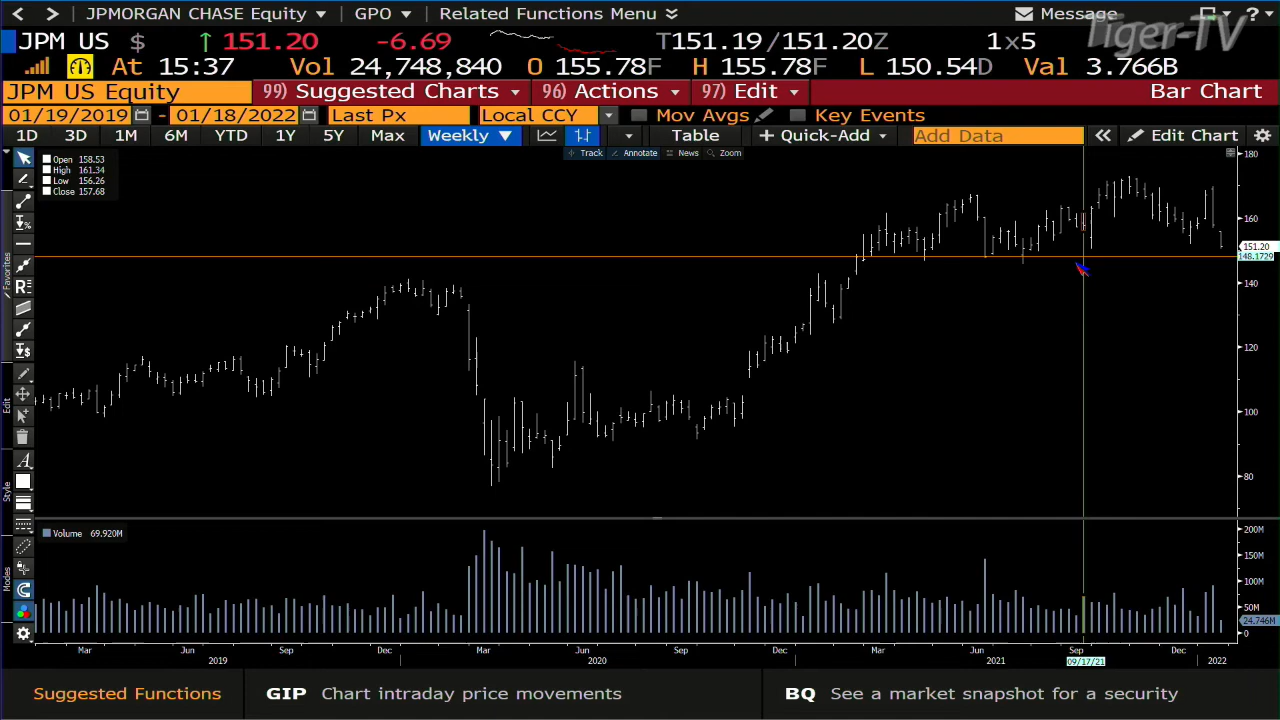 JPMORGAN CHASE Equity GPO Related Functions Menu Message ?
Tiger-TV
JPM US $ 151.20 -6.69 T151.19/151.20Z 1x5
At 15:37 Vol 24,748,840 O 155.78F H 155.78F L 150.54D Val 3.766B
JPM US Equity 99) Suggested Charts 96) Actions 97) Edit Bar Chart
01/19/2019 - 01/18/2022 Last Px Local CCY Mov Avgs Key Events
1D 3D 1M 6M YTD 1Y 5Y Max Weekly Table + Quick-Add Add Data « Edit Chart
Track Annotate News Zoom
Open 158.53
High 161.34
Low 156.26
Close 157.68
180
160
151.20
148.1729
140
120
100
80
Favorites
Edit
Style
Modes
Volume 69.920M
200M
150M
100M
50M
24.746M
0
Mar Jun Sep Dec Mar Jun Sep Mar Jun Sep Dec
2019 2020 2021 09/17/21 2022
Suggested Functions GIP Chart intraday price movements BQ See a market snapshot for a security